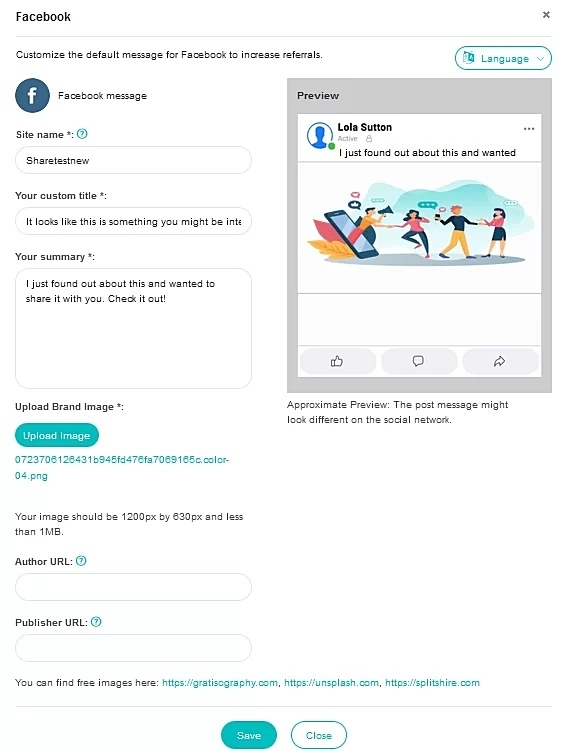 Facebook
×
Customize the default message for Facebook to increase referrals.
Language
f
Facebook message
Site name *: ?
Sharetestnew
Your custom title *:
It looks like this is something you might be inte
Your summary *:
I just found out about this and wanted to
share it with you. Check it out!
Upload Brand Image *:
Upload Image
0723706126431b945fd476fa7069165c.color-
04.png
Your image should be 1200px by 630px and less
than 1MB.
Author URL: ?
Publisher URL: ?
Preview
Lola Sutton
Active
I just found out about this and wanted
Approximate Preview: The post message might
look different on the social network.
You can find free images here: https://gratisography.com, https://unsplash.com, https://splitshire.com
Save
Close